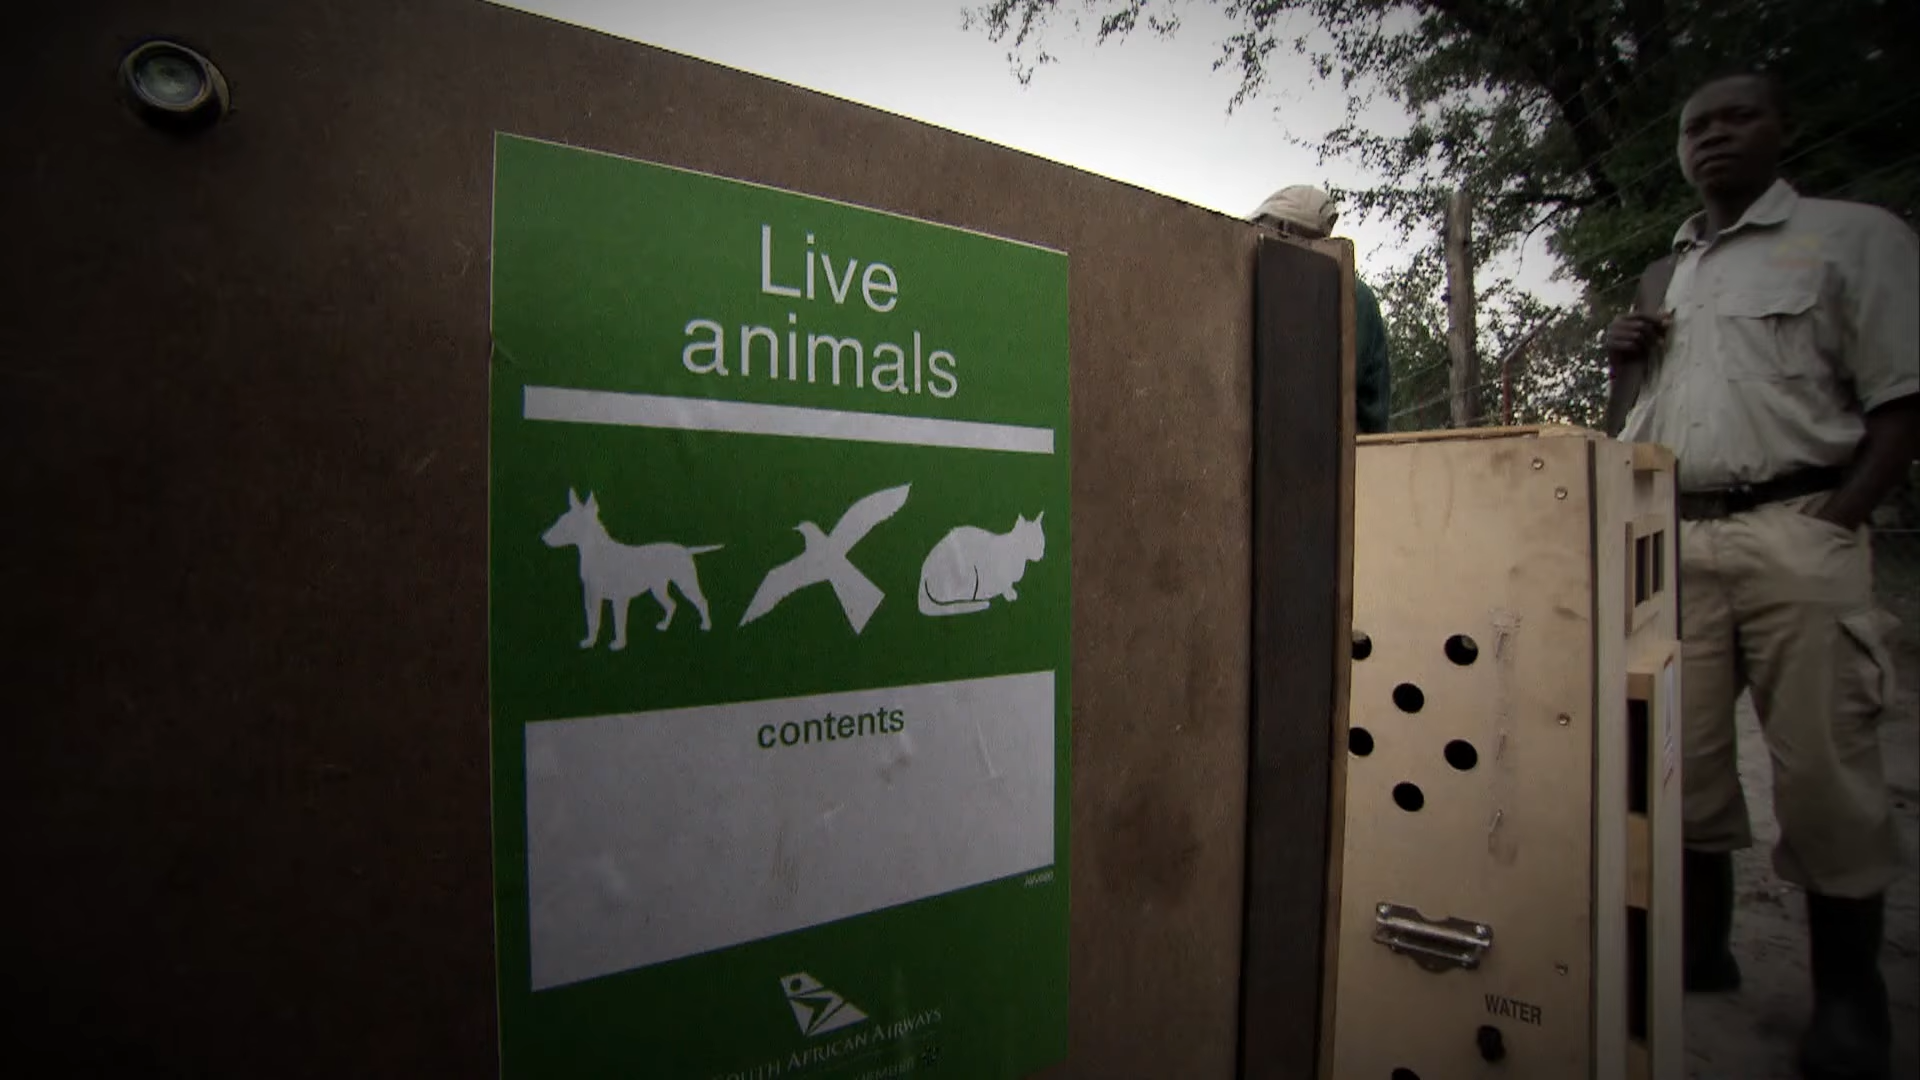 Live
animals
contents
SOUTH AFRICAN AIRWAYS
WATER